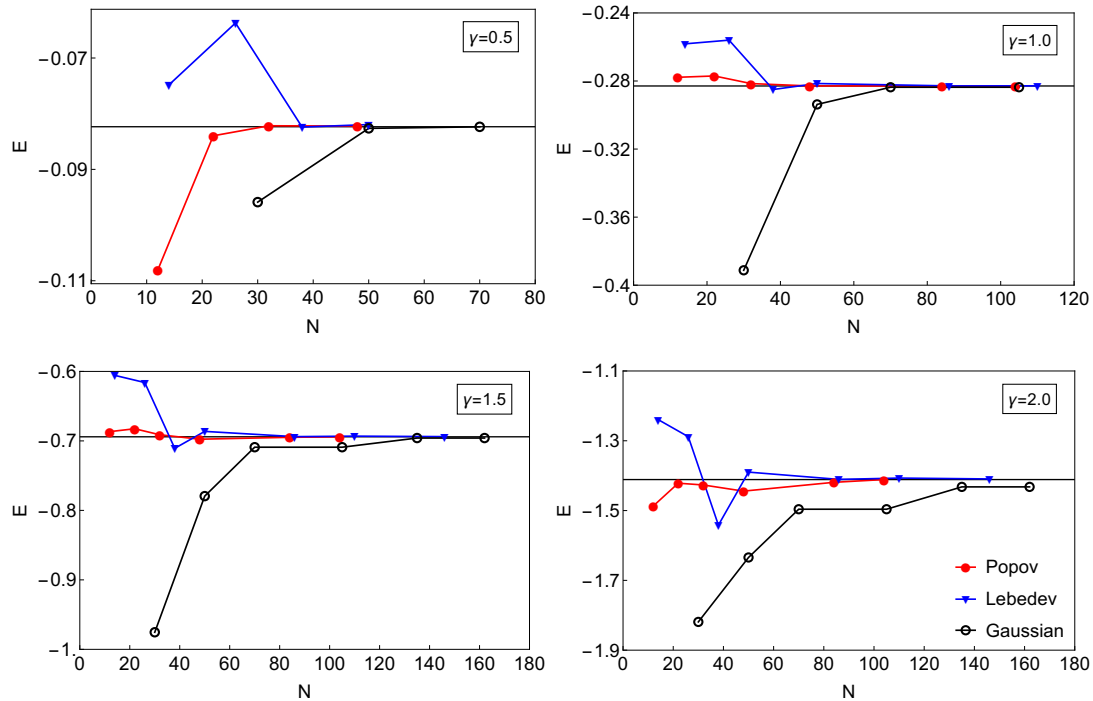 γ=0.5
−0.07
−0.09
−0.11
E
0 10 20 30 40 50 60 70 80
N
γ=1.0
−0.24
−0.28
−0.32
−0.36
−0.4
E
0 20 40 60 80 100 120
N
γ=1.5
−0.6
−0.7
−0.8
−0.9
−1.
E
0 20 40 60 80 100 120 140 160 180
N
γ=2.0
−1.1
−1.3
−1.5
−1.7
−1.9
E
Popov
Lebedev
Gaussian
0 20 40 60 80 100 120 140 160 180
N